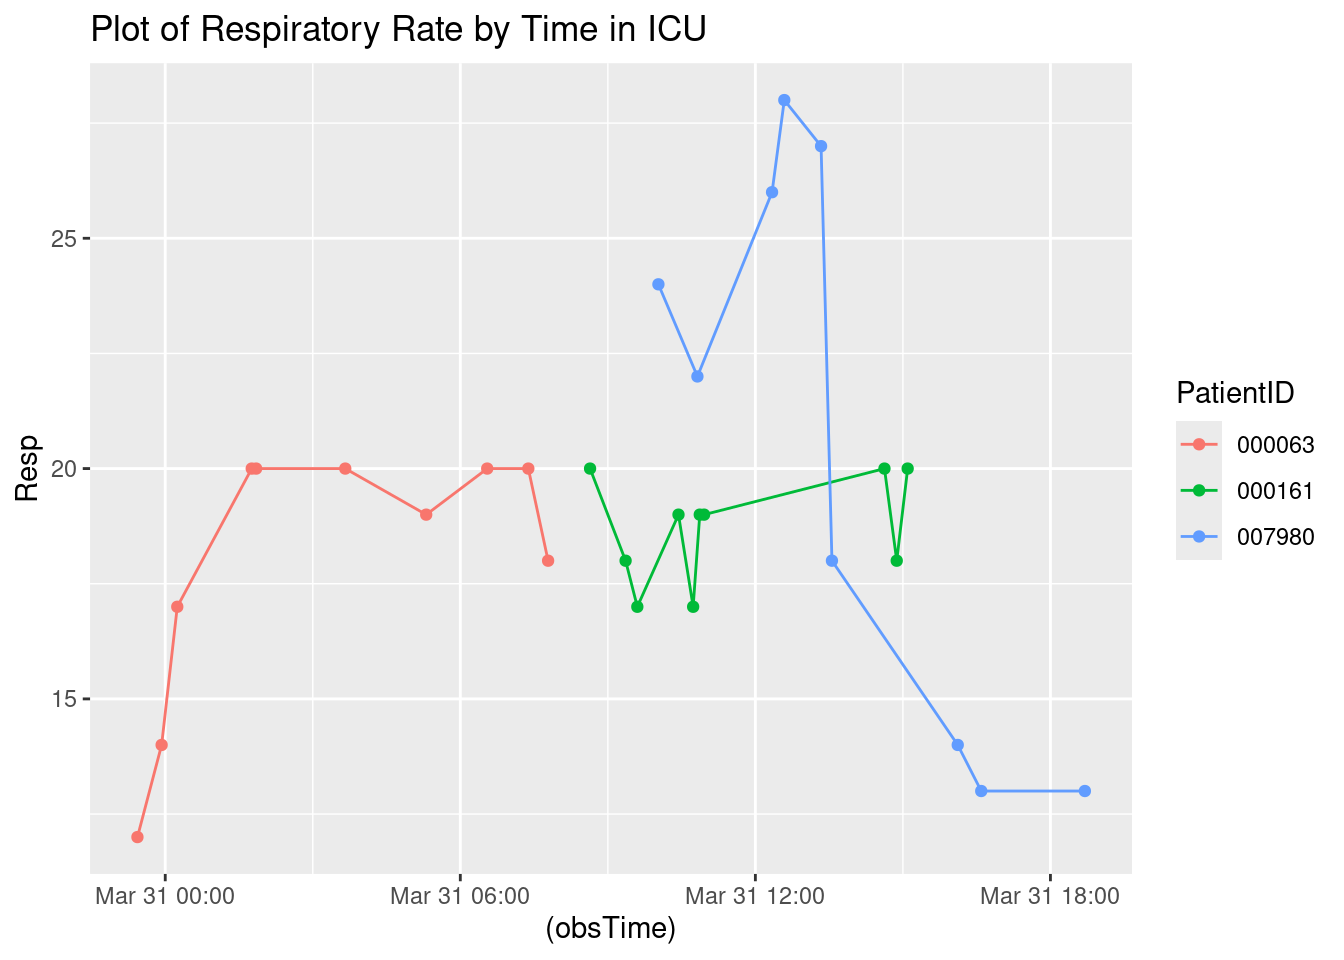 Plot of Respiratory Rate by Time in ICU
Resp
25
20
15
Mar 31 00:00
Mar 31 06:00
Mar 31 12:00
Mar 31 18:00
(obsTime)
PatientID
000063
000161
007980